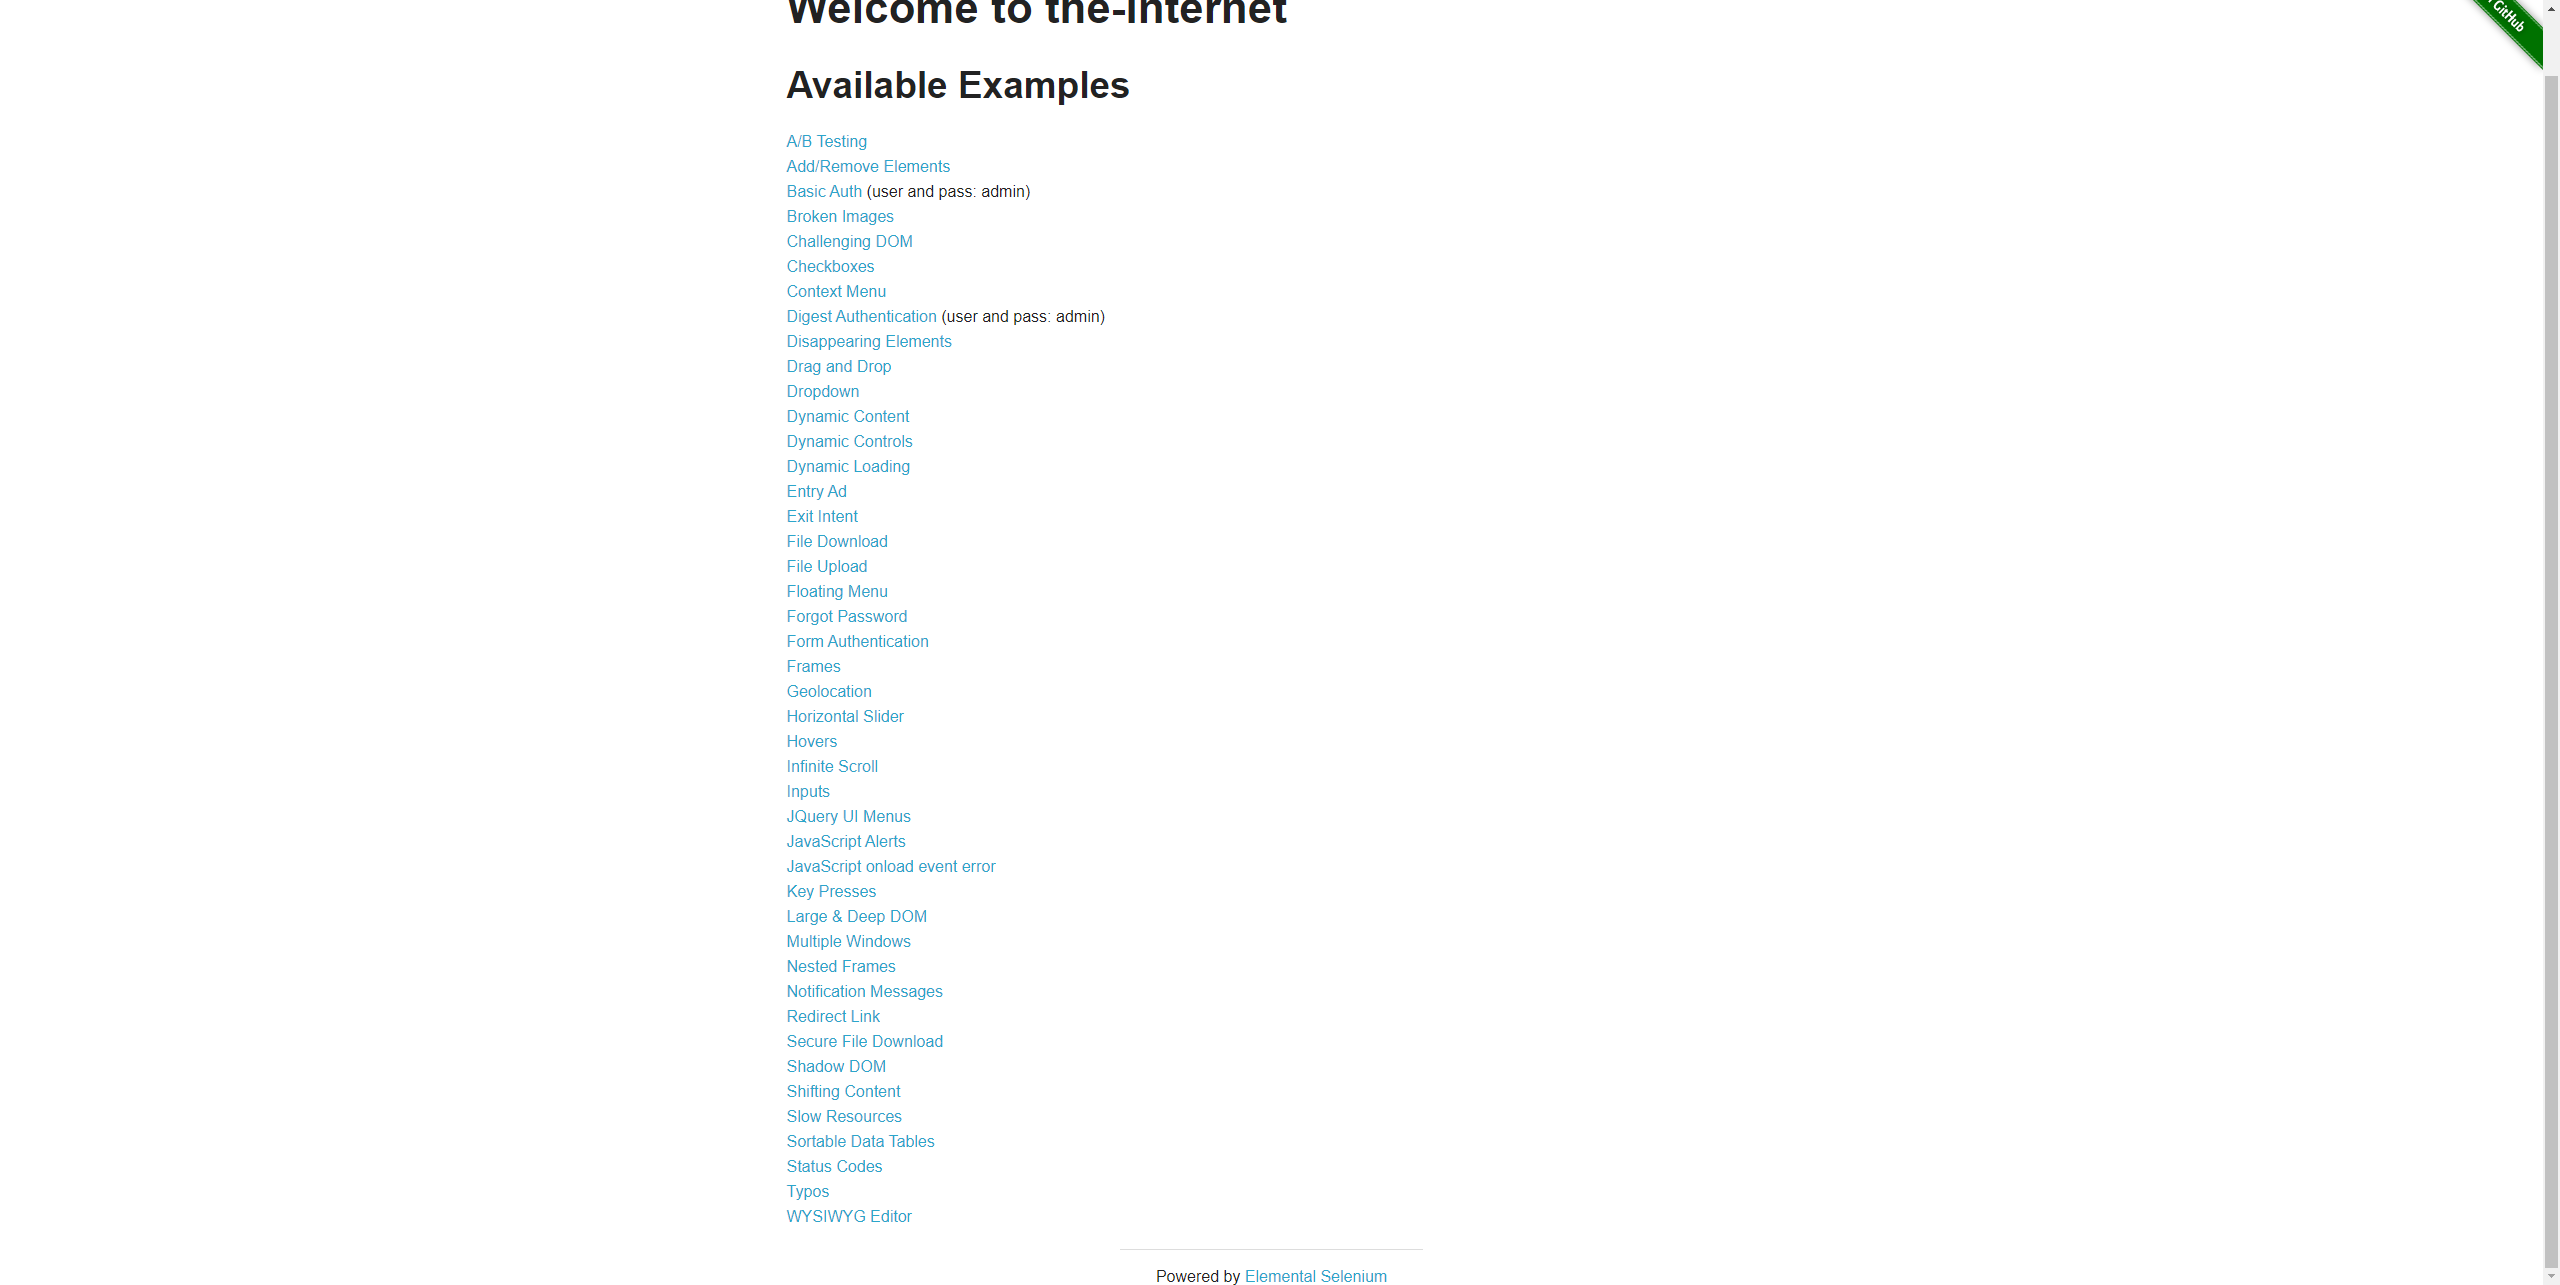 Welcome to the-internet
GitHub
Available Examples
A/B Testing
Add/Remove Elements
Basic Auth (user and pass: admin)
Broken Images
Challenging DOM
Checkboxes
Context Menu
Digest Authentication (user and pass: admin)
Disappearing Elements
Drag and Drop
Dropdown
Dynamic Content
Dynamic Controls
Dynamic Loading
Entry Ad
Exit Intent
File Download
File Upload
Floating Menu
Forgot Password
Form Authentication
Frames
Geolocation
Horizontal Slider
Hovers
Infinite Scroll
Inputs
JQuery UI Menus
JavaScript Alerts
JavaScript onload event error
Key Presses
Large & Deep DOM
Multiple Windows
Nested Frames
Notification Messages
Redirect Link
Secure File Download
Shadow DOM
Shifting Content
Slow Resources
Sortable Data Tables
Status Codes
Typos
WYSIWYG Editor
Powered by Elemental Selenium